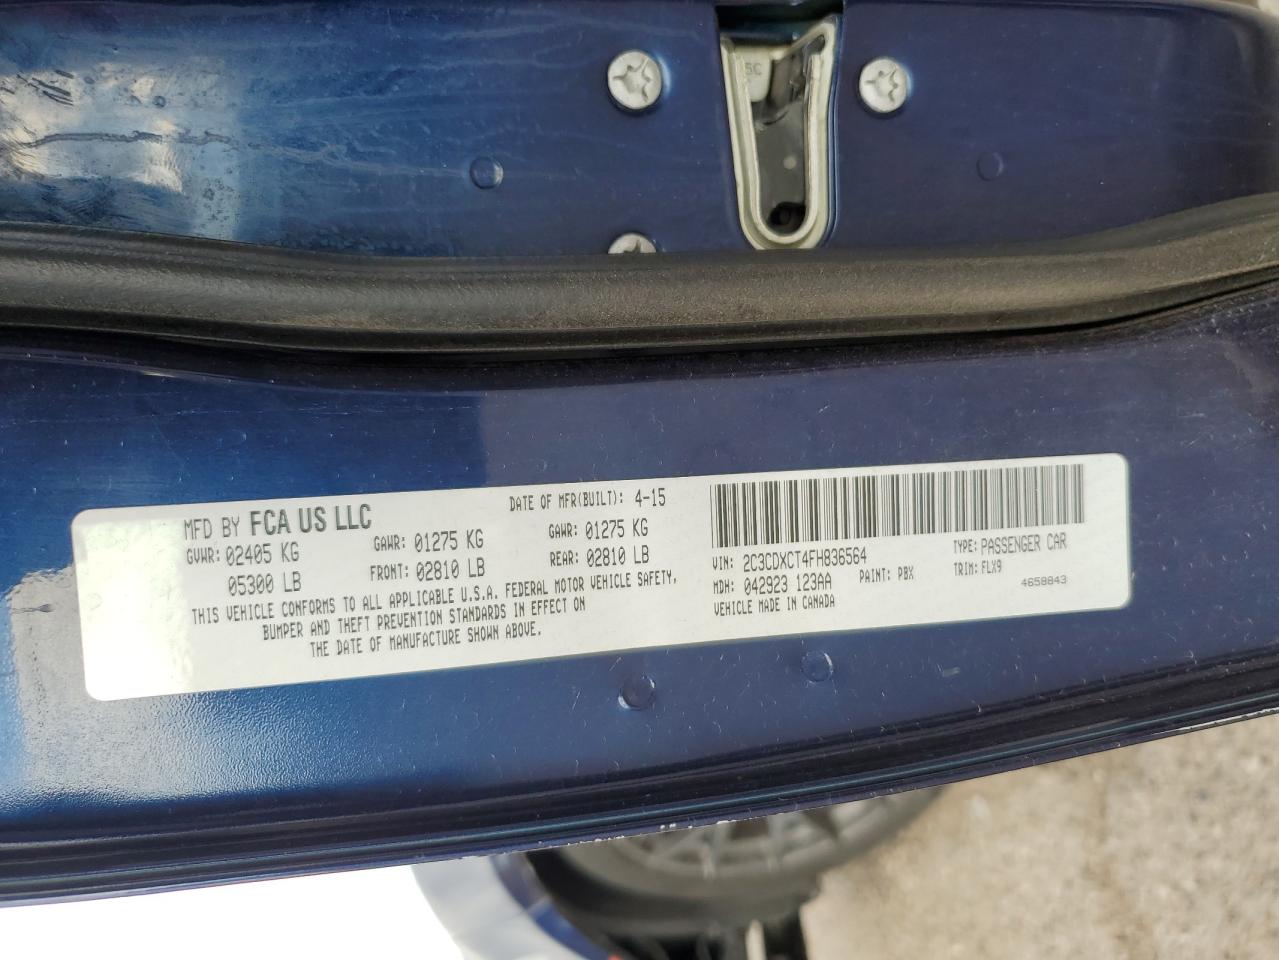 SC
MFD BY FCA US LLC DATE OF MFR(BUILT): 4-15
GVWR: 02405 KG GAWR: 01275 KG GAWR: 01275 KG
05300 LB FRONT: 02810 LB REAR: 02810 LB
THIS VEHICLE CONFORMS TO ALL APPLICABLE U.S.A. FEDERAL MOTOR VEHICLE SAFETY,
BUMPER AND THEFT PREVENTION STANDARDS IN EFFECT ON
THE DATE OF MANUFACTURE SHOWN ABOVE.
VIN: 2C3CDXCT4FH836564 TYPE: PASSENGER CAR
MDH: 042923 123AA PAINT: PBX TRIM: FLX9
VEHICLE MADE IN CANADA 4658843